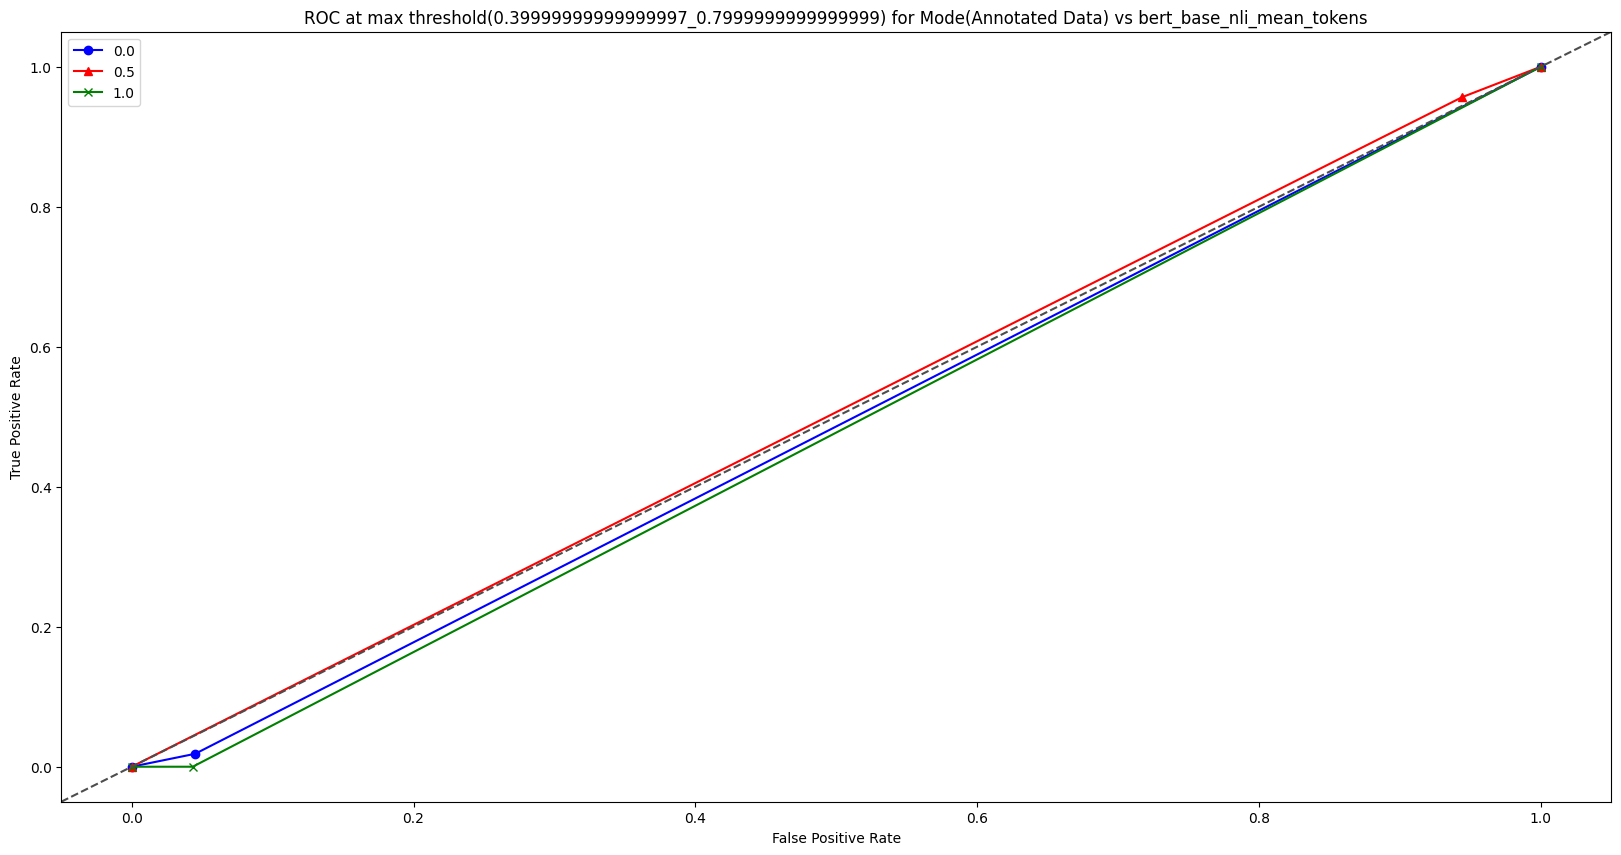 ROC at max threshold(0.39999999999999997_0.7999999999999999) for Mode(Annotated Data) vs bert_base_nli_mean_tokens
0.0
0.5
1.0
1.0
0.8
0.6
0.4
0.2
0.0
True Positive Rate
0.0 0.2 0.4 0.6 0.8 1.0
False Positive Rate